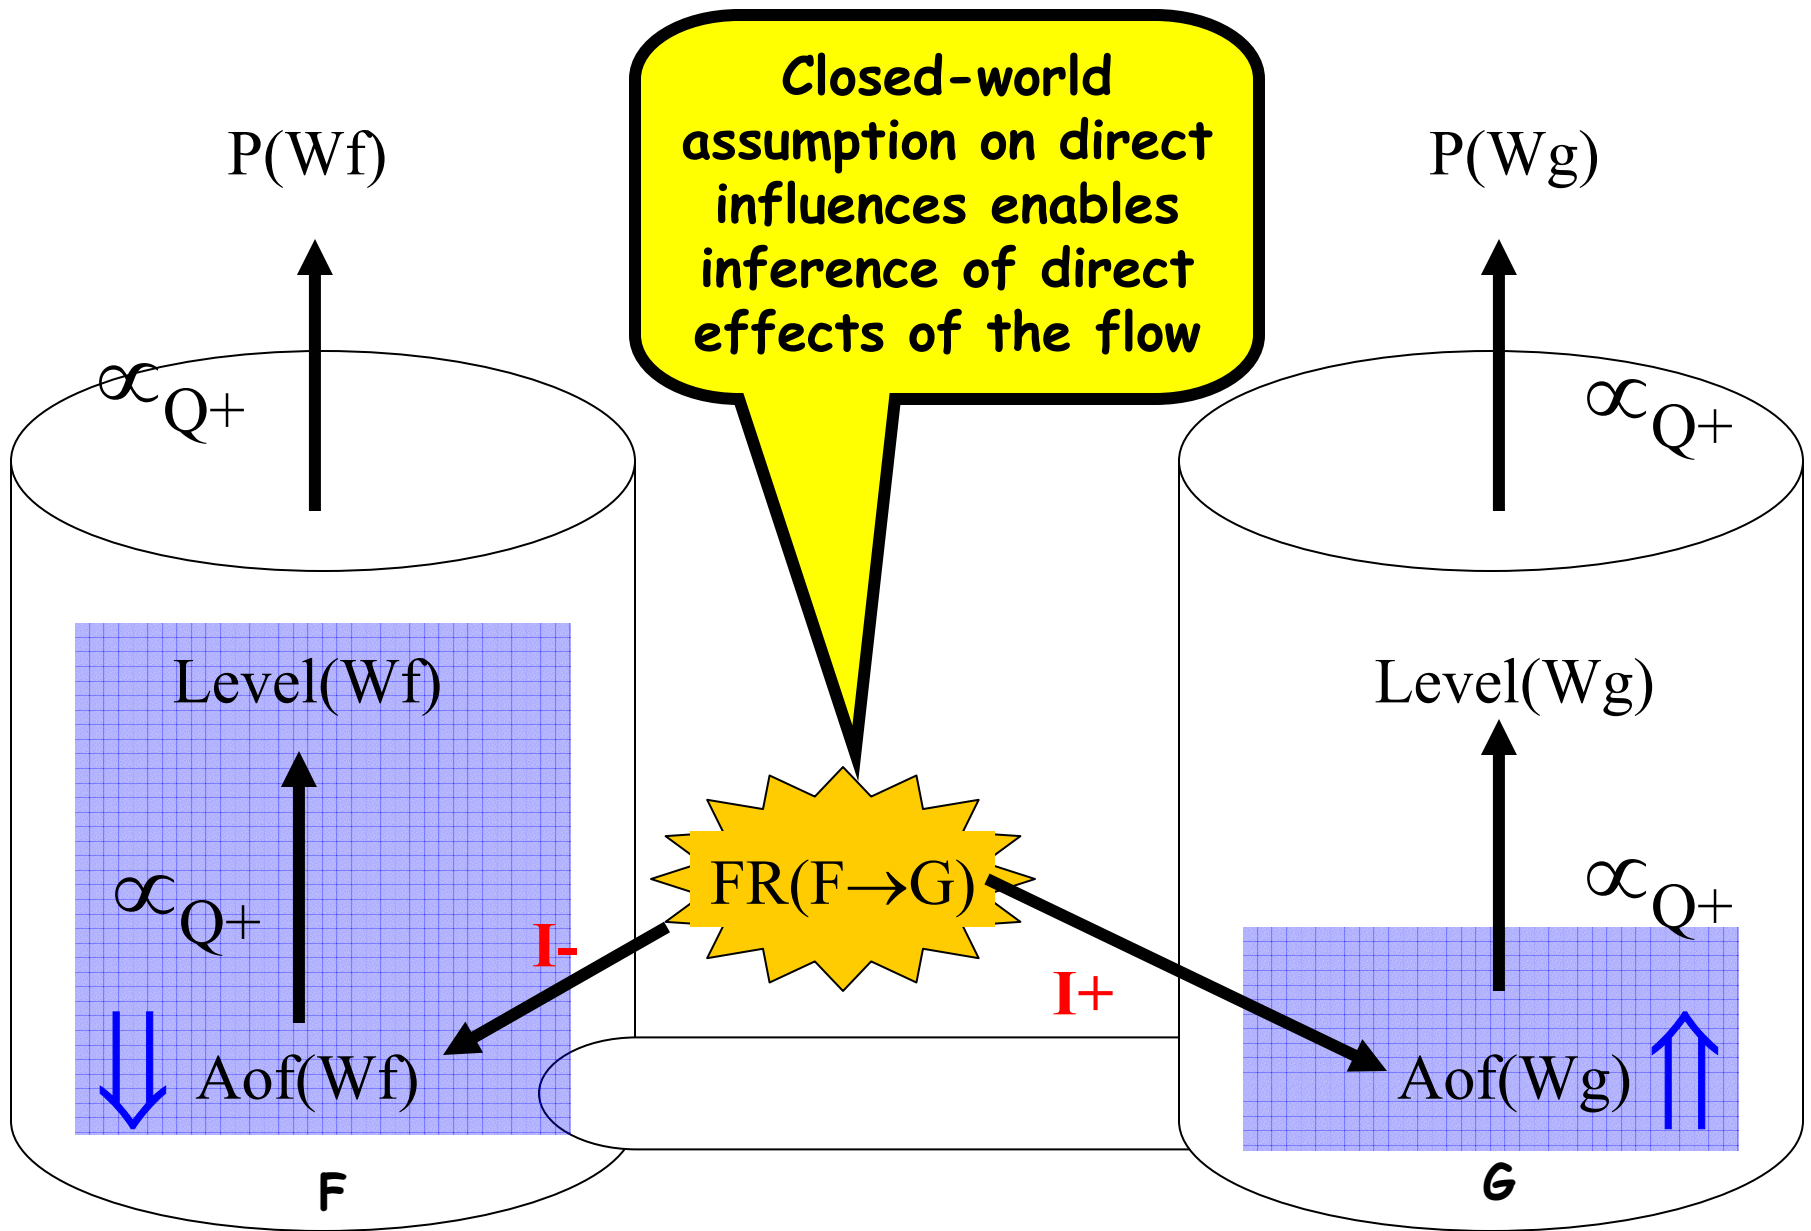 Closed-world
assumption on direct
influences enables
inference of direct
effects of the flow
P(Wf)
P(Wg)
∝Q+
∝Q+
Level(Wf)
Level(Wg)
FR(F→G)
∝Q+
∝Q+
I-
I+
⇓ Aof(Wf)
Aof(Wg) ⇑
F
G